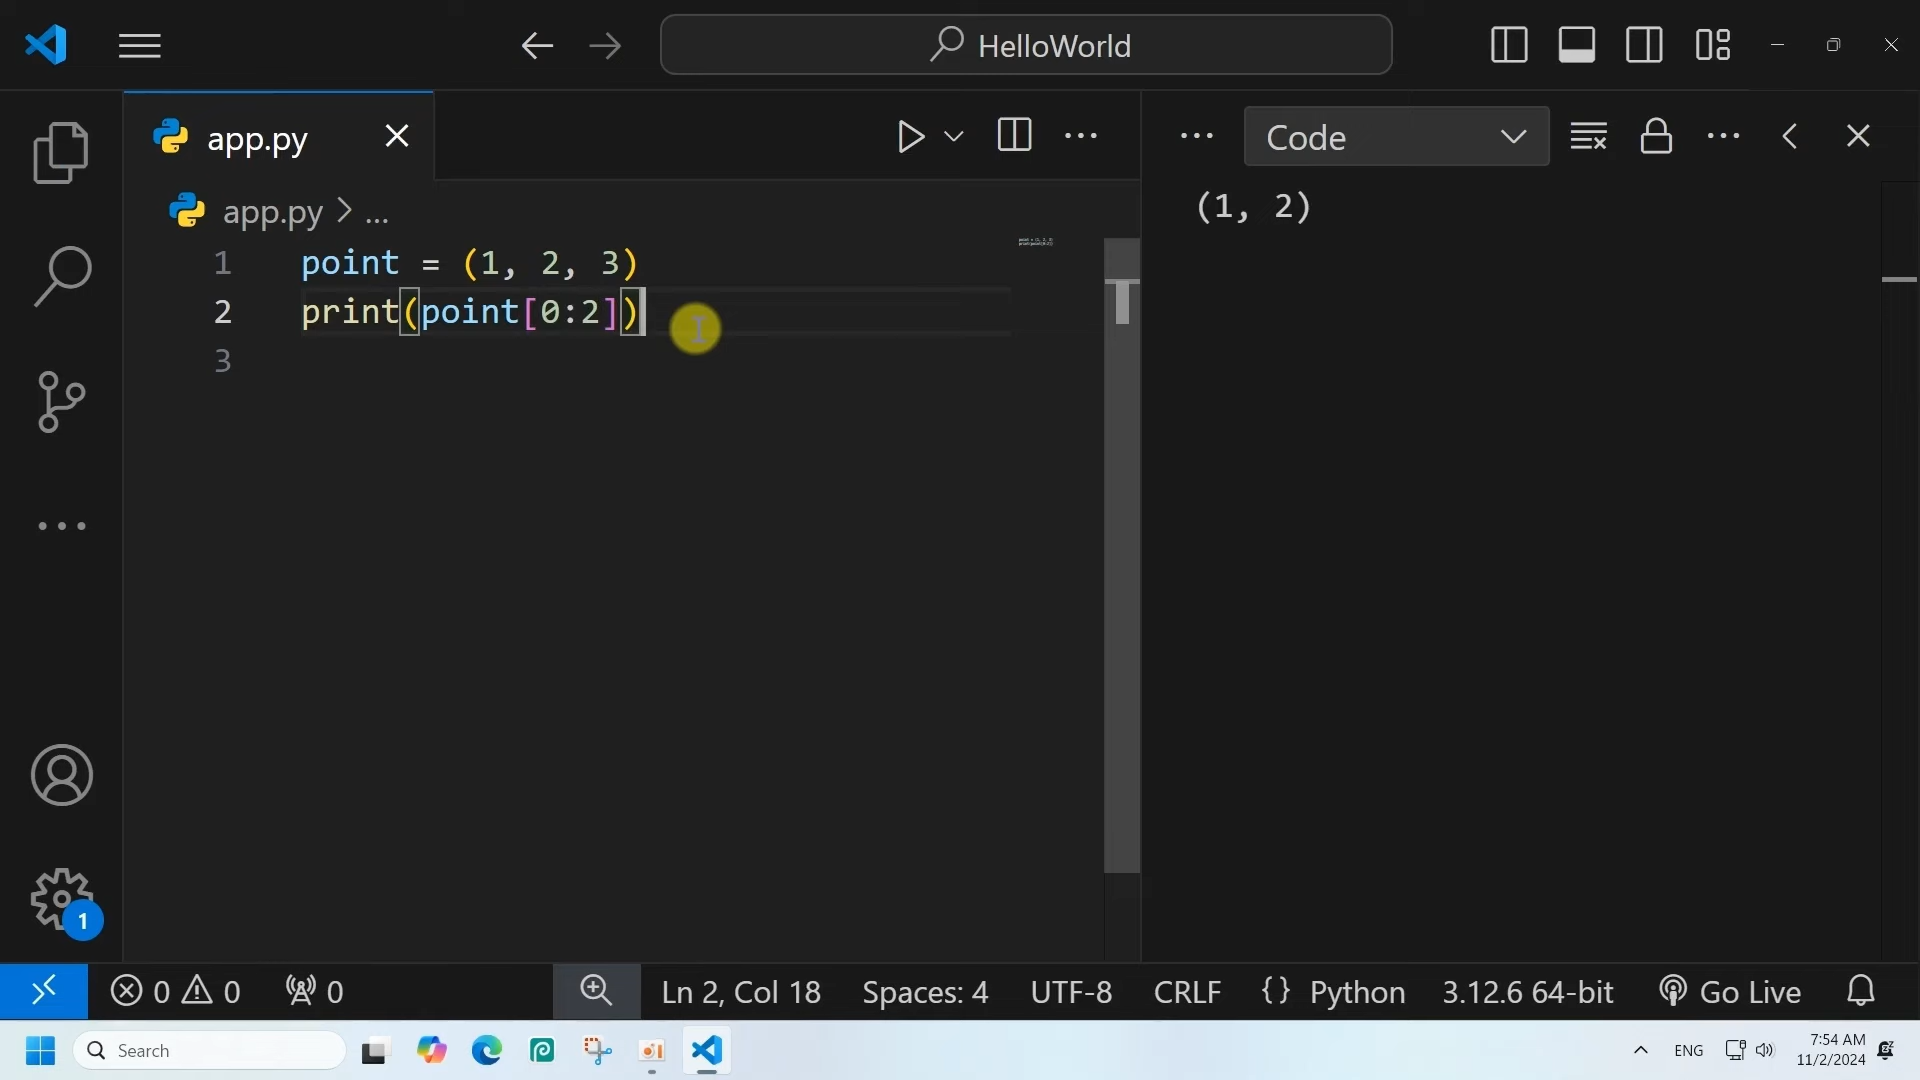 HelloWorld
app.py
Code
app.py > ...
(1, 2)
1 point = (1, 2, 3)
2 print(point[0:2])
3
1
0 0 0
Ln 2, Col 18 Spaces: 4 UTF-8 CRLF {} Python 3.12.6 64-bit Go Live
Search
ENG
7:54 AM
11/2/2024